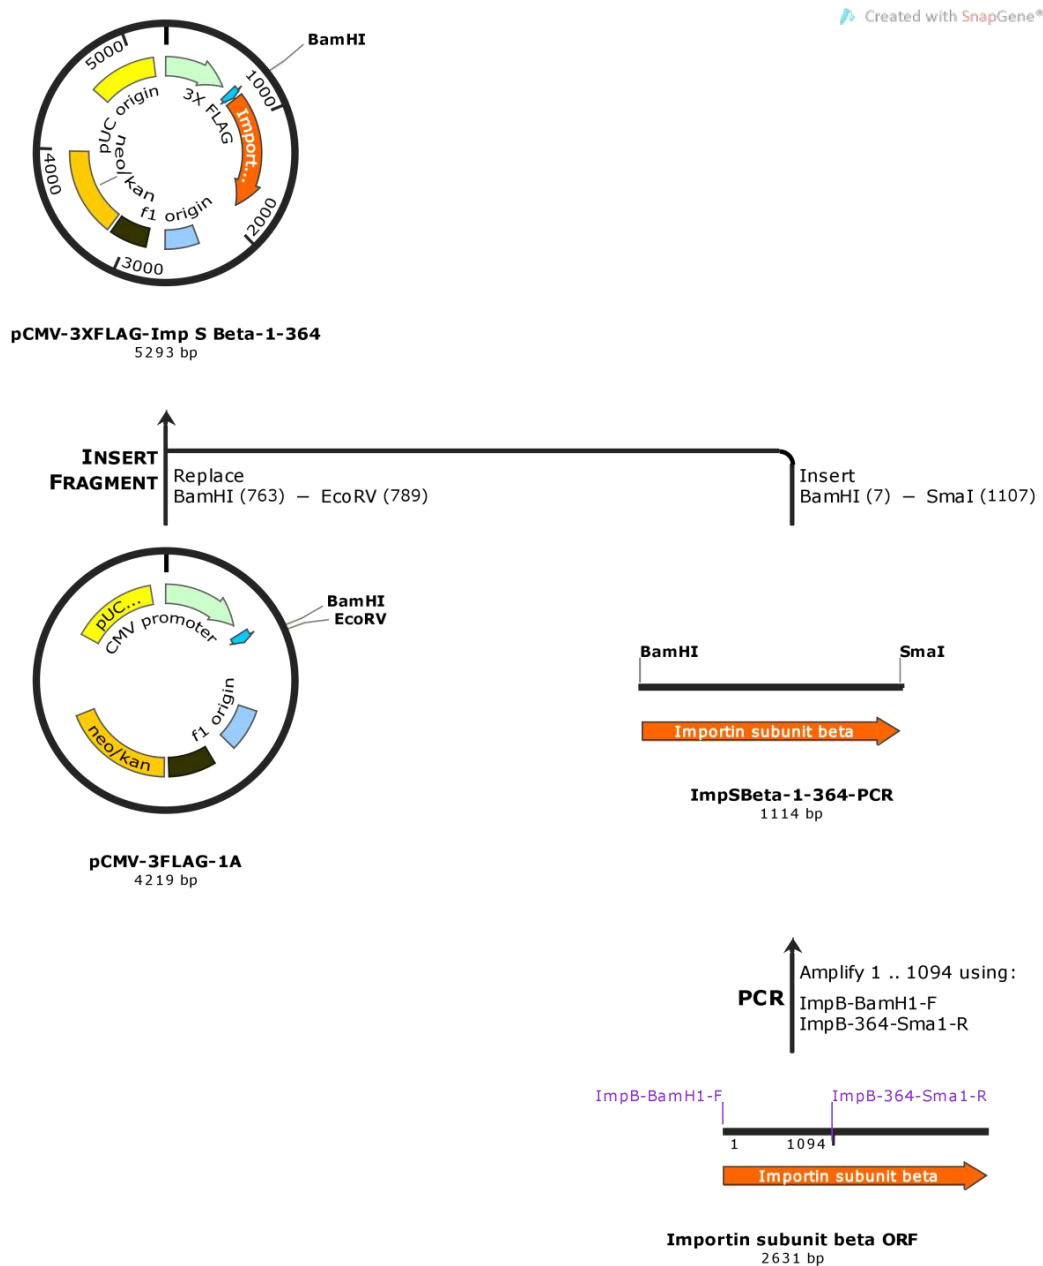 Created with SnapGene®
BamHI
5000
1000
pUC origin
3X FLAG
Import...
neo/kan
4000
f1 origin
2000
3000
pCMV-3XFLAG-Imp S Beta-1-364
5293 bp
INSERT
FRAGMENT
Replace
BamHI (763) – EcoRV (789)
Insert
BamHI (7) – SmaI (1107)
BamHI
EcoRV
pUC...
CMV promoter
f1 origin
neo/kan
pCMV-3FLAG-1A
4219 bp
BamHI
SmaI
Importin subunit beta
ImpSBeta-1-364-PCR
1114 bp
PCR
Amplify 1 .. 1094 using:
ImpB-BamH1-F
ImpB-364-Sma1-R
ImpB-BamH1-F
ImpB-364-Sma1-R
1
1094
Importin subunit beta
Importin subunit beta ORF
2631 bp